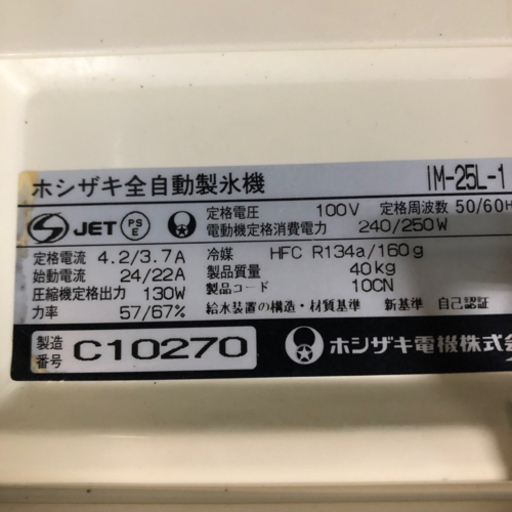 ホシザキ全自動製氷機 IM-25L-1
JET PSE 定格電圧 100V 定格周波数 50/60H
電動機定格消費電力 240/250W
定格電流 4.2/3.7A 冷媒 HFC R134a/160g
始動電流 24/22A 製品質量 40kg
圧縮機定格出力 130W 製品コード 10CN
力率 57/67% 給水装置の構造・材質基準 新基準 自己認証
製造番号 C10270 ホシザキ電機株式会